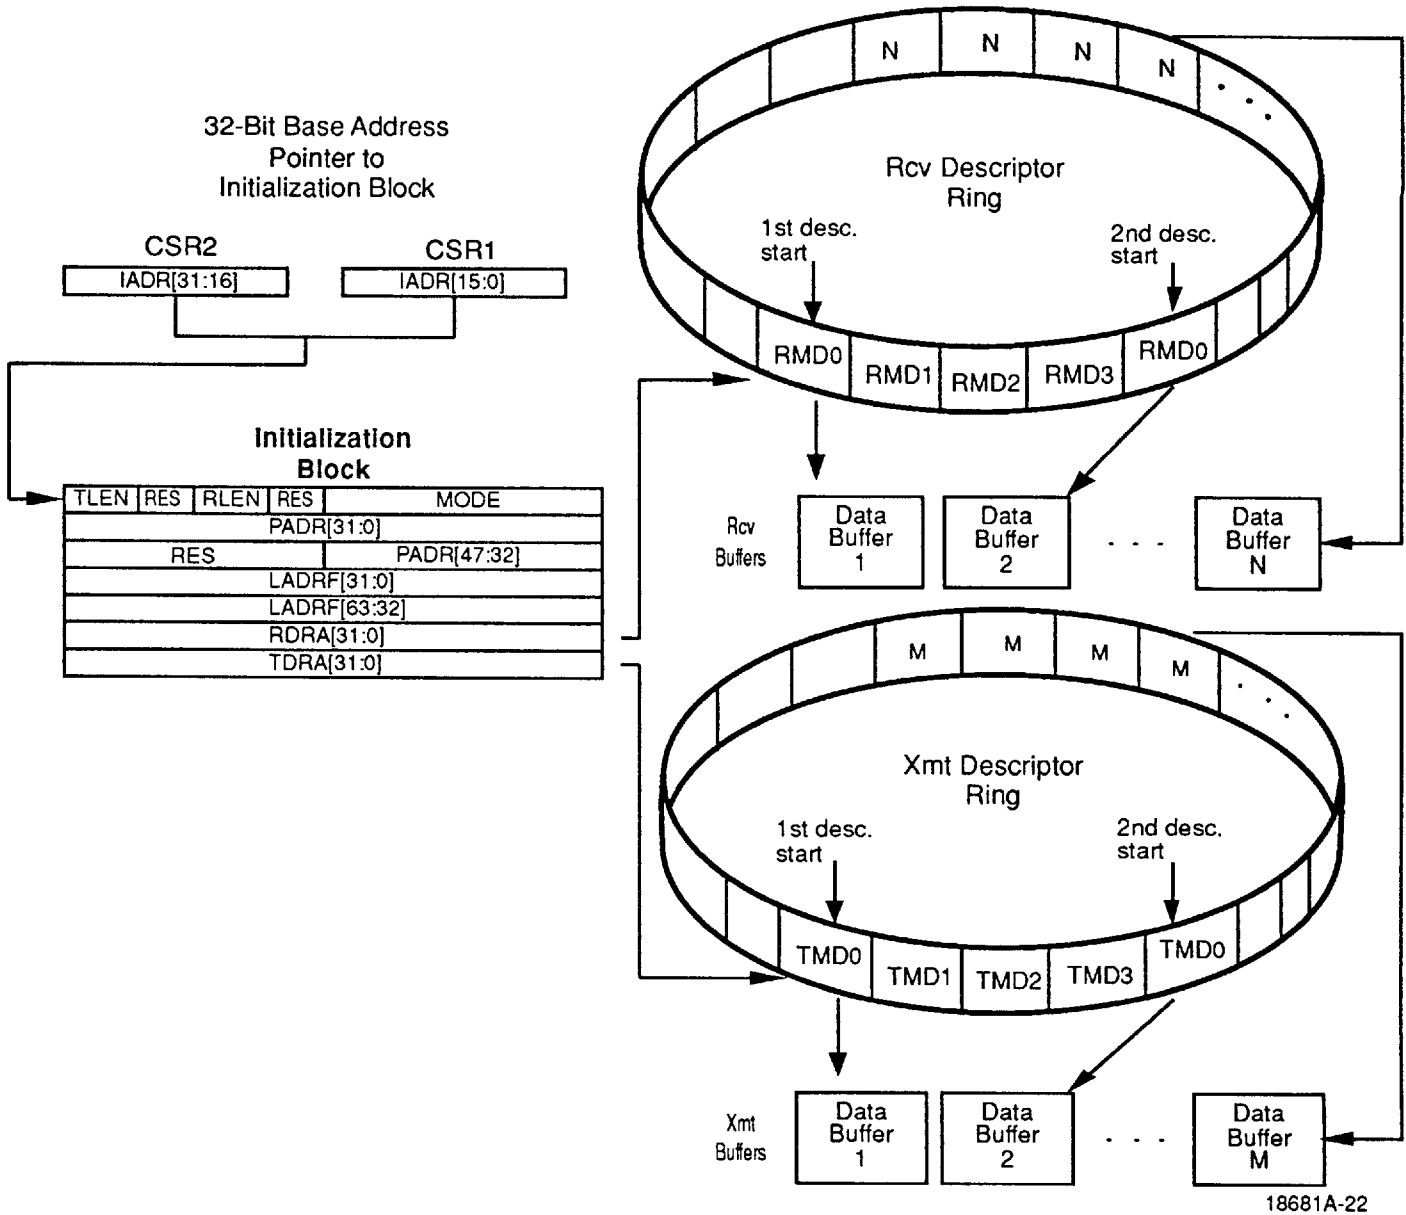 32-Bit Base Address
Pointer to
Initialization Block
CSR2 CSR1
IADR[31:16] IADR[15:0]
Initialization
Block
TLEN RES RLEN RES MODE
PADR[31:0]
RES PADR[47:32]
LADRF[31:0]
LADRF[63:32]
RDRA[31:0]
TDRA[31:0]
N N N N . . .
Rcv Descriptor
Ring
1st desc.
start
2nd desc.
start
RMD0 RMD1 RMD2 RMD3 RMD0
Rcv
Buffers
Data
Buffer
1
Data
Buffer
2
. . .
Data
Buffer
N
M M M M . . .
Xmt Descriptor
Ring
1st desc.
start
2nd desc.
start
TMD0 TMD1 TMD2 TMD3 TMD0
Xmt
Buffers
Data
Buffer
1
Data
Buffer
2
. . .
Data
Buffer
M
18681A-22